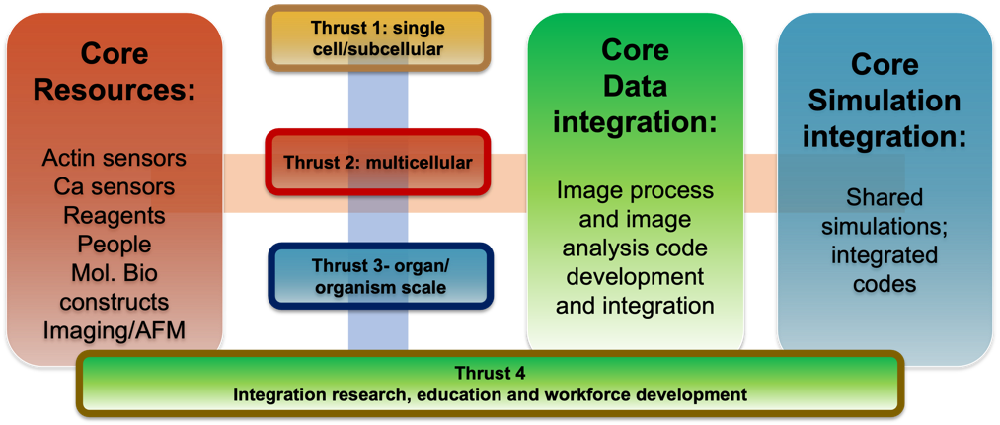 Core
Resources:
Actin sensors
Ca sensors
Reagents
People
Mol. Bio
constructs
Imaging/AFM
Thrust 1: single
cell/subcellular
Thrust 2: multicellular
Thrust 3- organ/
organism scale
Core
Data
integration:
Image process
and image
analysis code
development
and integration
Core
Simulation
integration:
Shared
simulations;
integrated
codes
Thrust 4
Integration research, education and workforce development